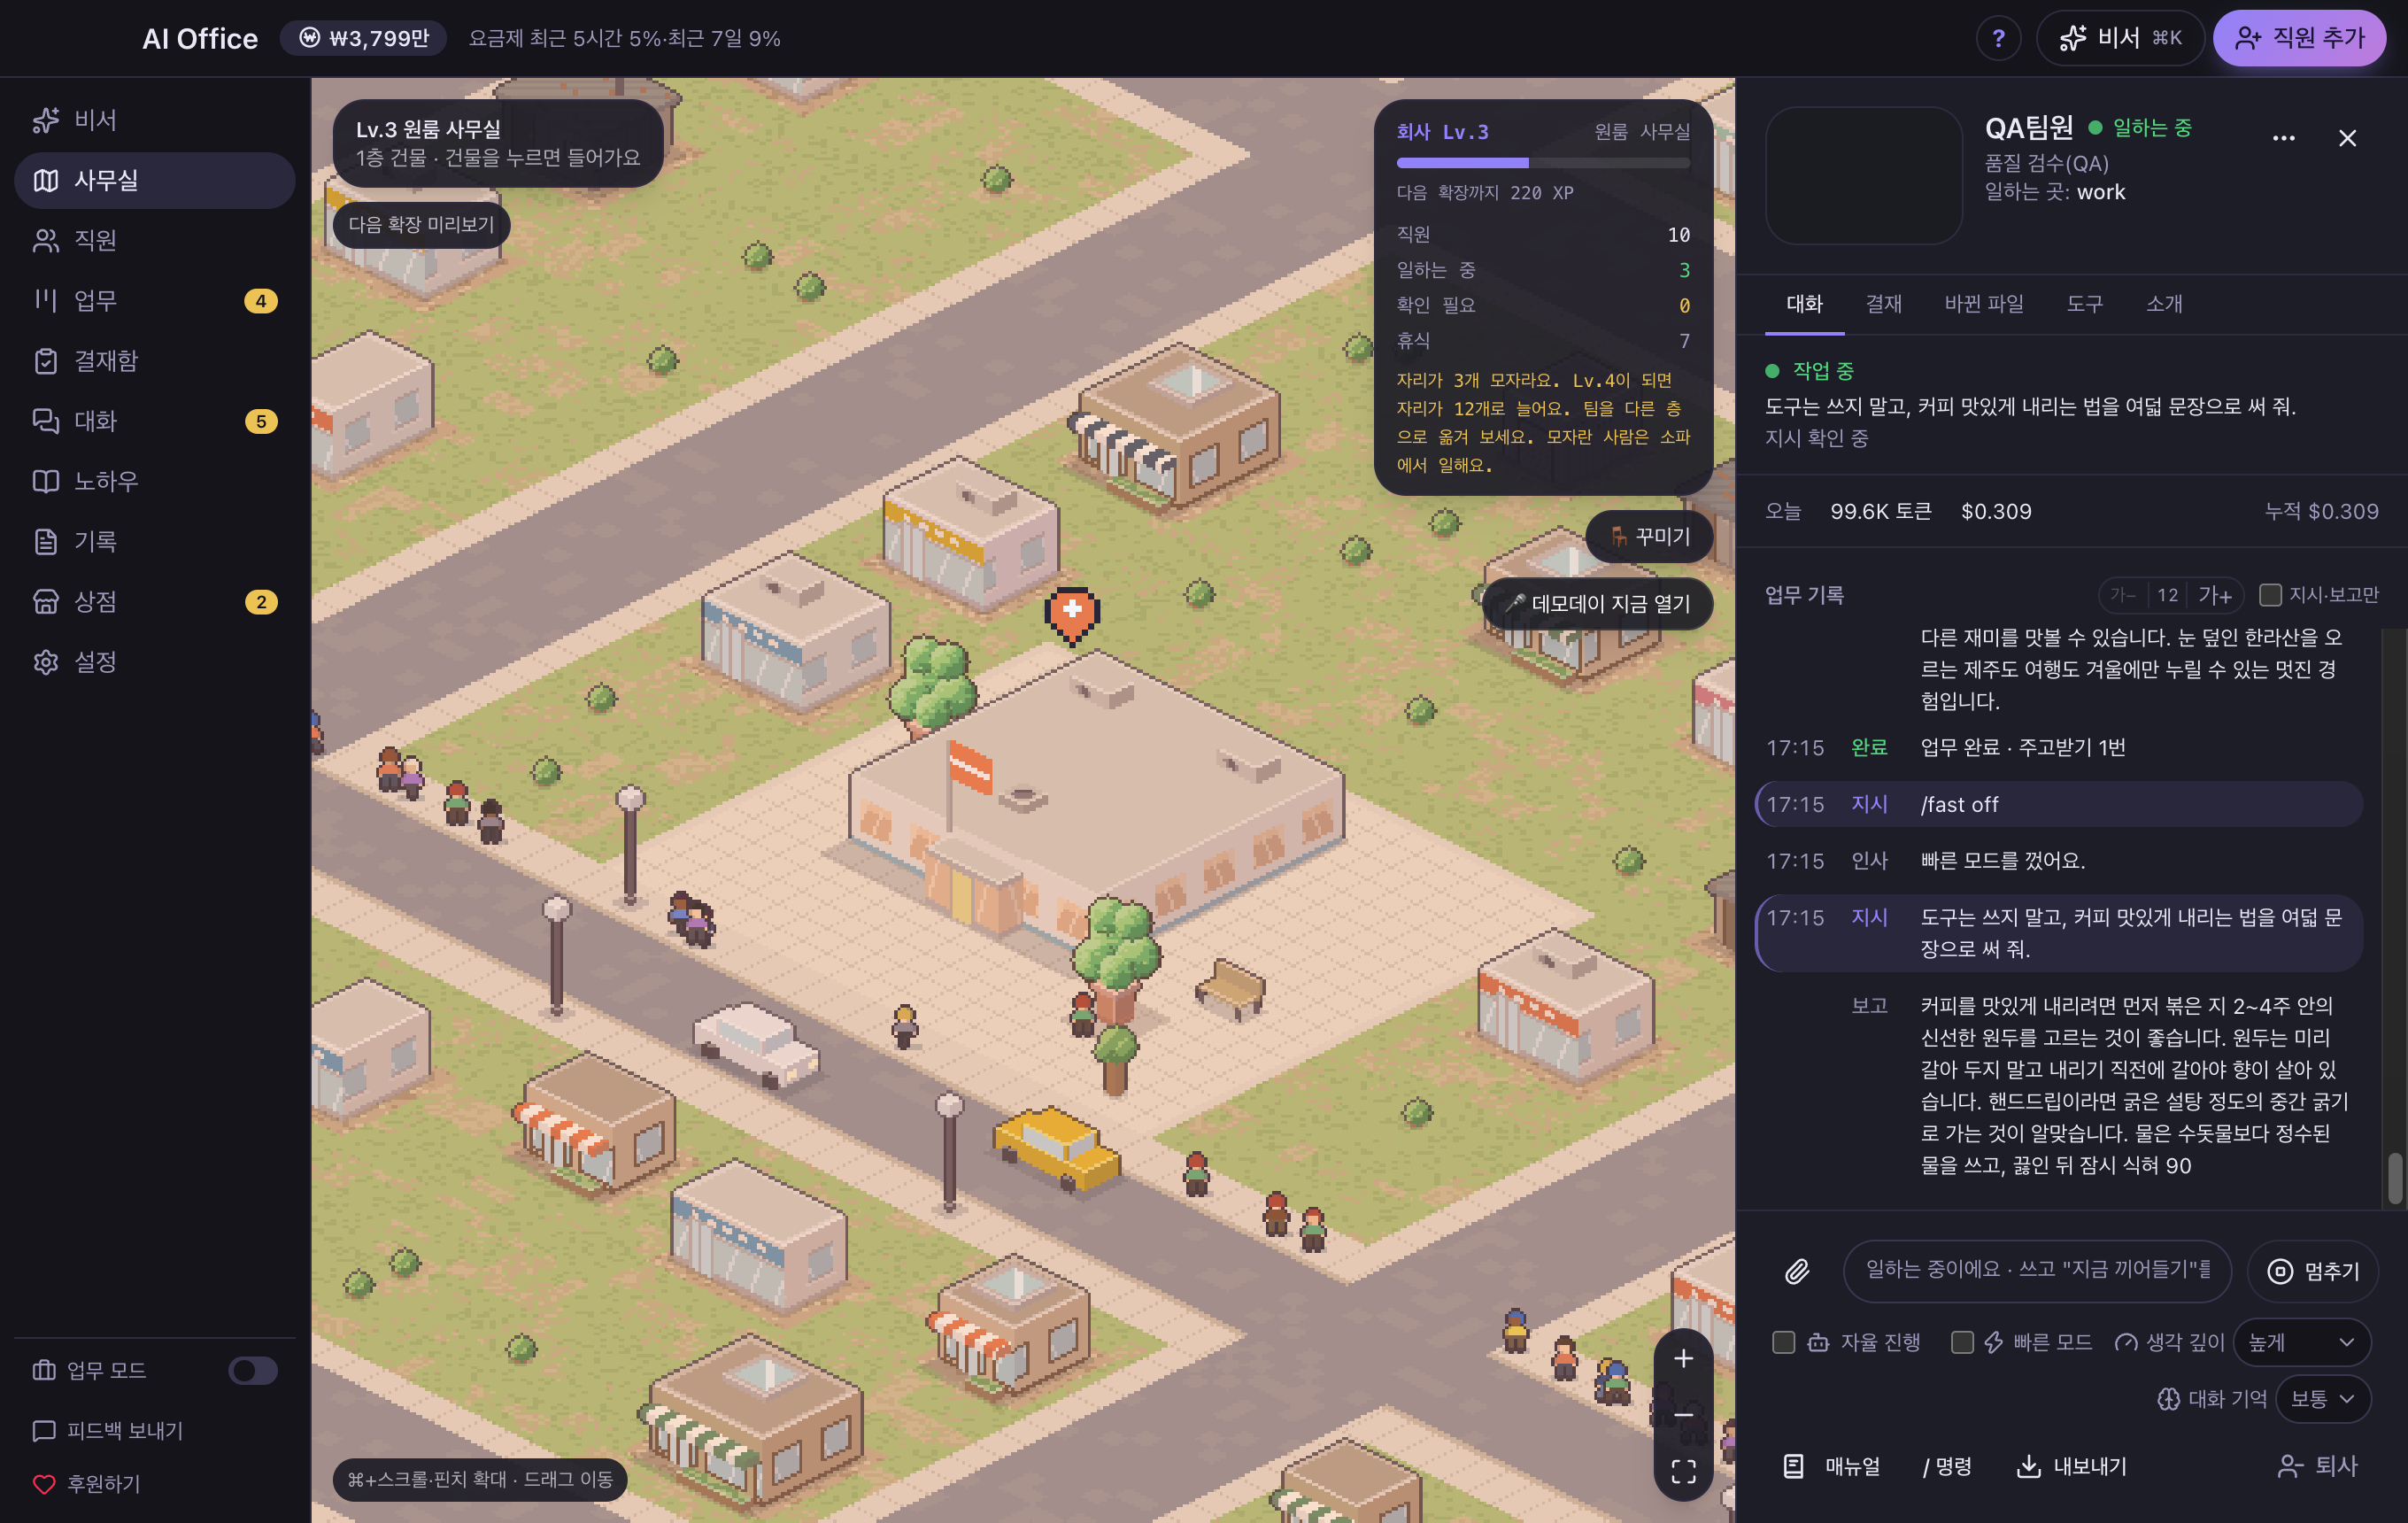 AI Office
₩3,799만
요금제 최근 5시간 5%·최근 7일 9%
?
비서 ⌘K
직원 추가
비서
사무실
직원
업무 4
결재함
대화 5
노하우
기록
상점 2
설정
업무 모드
피드백 보내기
후원하기
Lv.3 원룸 사무실
1층 건물 · 건물을 누르면 들어가요
다음 확장 미리보기
회사 Lv.3 원룸 사무실
다음 확장까지 220 XP
직원 10
일하는 중 3
확인 필요 0
휴식 7
자리가 3개 모자라요. Lv.4이 되면
자리가 12개로 늘어요. 팀을 다른 층
으로 옮겨 보세요. 모자란 사람은 소파
에서 일해요.
꾸미기
데모데이 지금 열기
⌘+스크롤·핀치 확대 · 드래그 이동
QA팀원 일하는 중
품질 검수(QA)
일하는 곳: work
대화 결재 바뀐 파일 도구 소개
작업 중
도구는 쓰지 말고, 커피 맛있게 내리는 법을 여덟 문장으로 써 줘.
지시 확인 중
오늘 99.6K 토큰 $0.309 누적 $0.309
업무 기록 가− 12 가+ 지시·보고만
다른 재미를 맛볼 수 있습니다. 눈 덮인 한라산을 오
르는 제주도 여행도 겨울에만 누릴 수 있는 멋진 경
험입니다.
17:15 완료 업무 완료 · 주고받기 1번
17:15 지시 /fast off
17:15 인사 빠른 모드를 껐어요.
17:15 지시 도구는 쓰지 말고, 커피 맛있게 내리는 법을 여덟 문
장으로 써 줘.
보고 커피를 맛있게 내리려면 먼저 볶은 지 2~4주 안의
신선한 원두를 고르는 것이 좋습니다. 원두는 미리
갈아 두지 말고 내리기 직전에 갈아야 향이 살아 있
습니다. 핸드드립이라면 굵은 설탕 정도의 중간 굵기
로 가는 것이 알맞습니다. 물은 수돗물보다 정수된
물을 쓰고, 끓인 뒤 잠시 식혀 90
일하는 중이에요 · 쓰고 "지금 끼어들기"를
멈추기
자율 진행 빠른 모드 생각 깊이 높게
대화 기억 보통
매뉴얼 / 명령 내보내기 퇴사